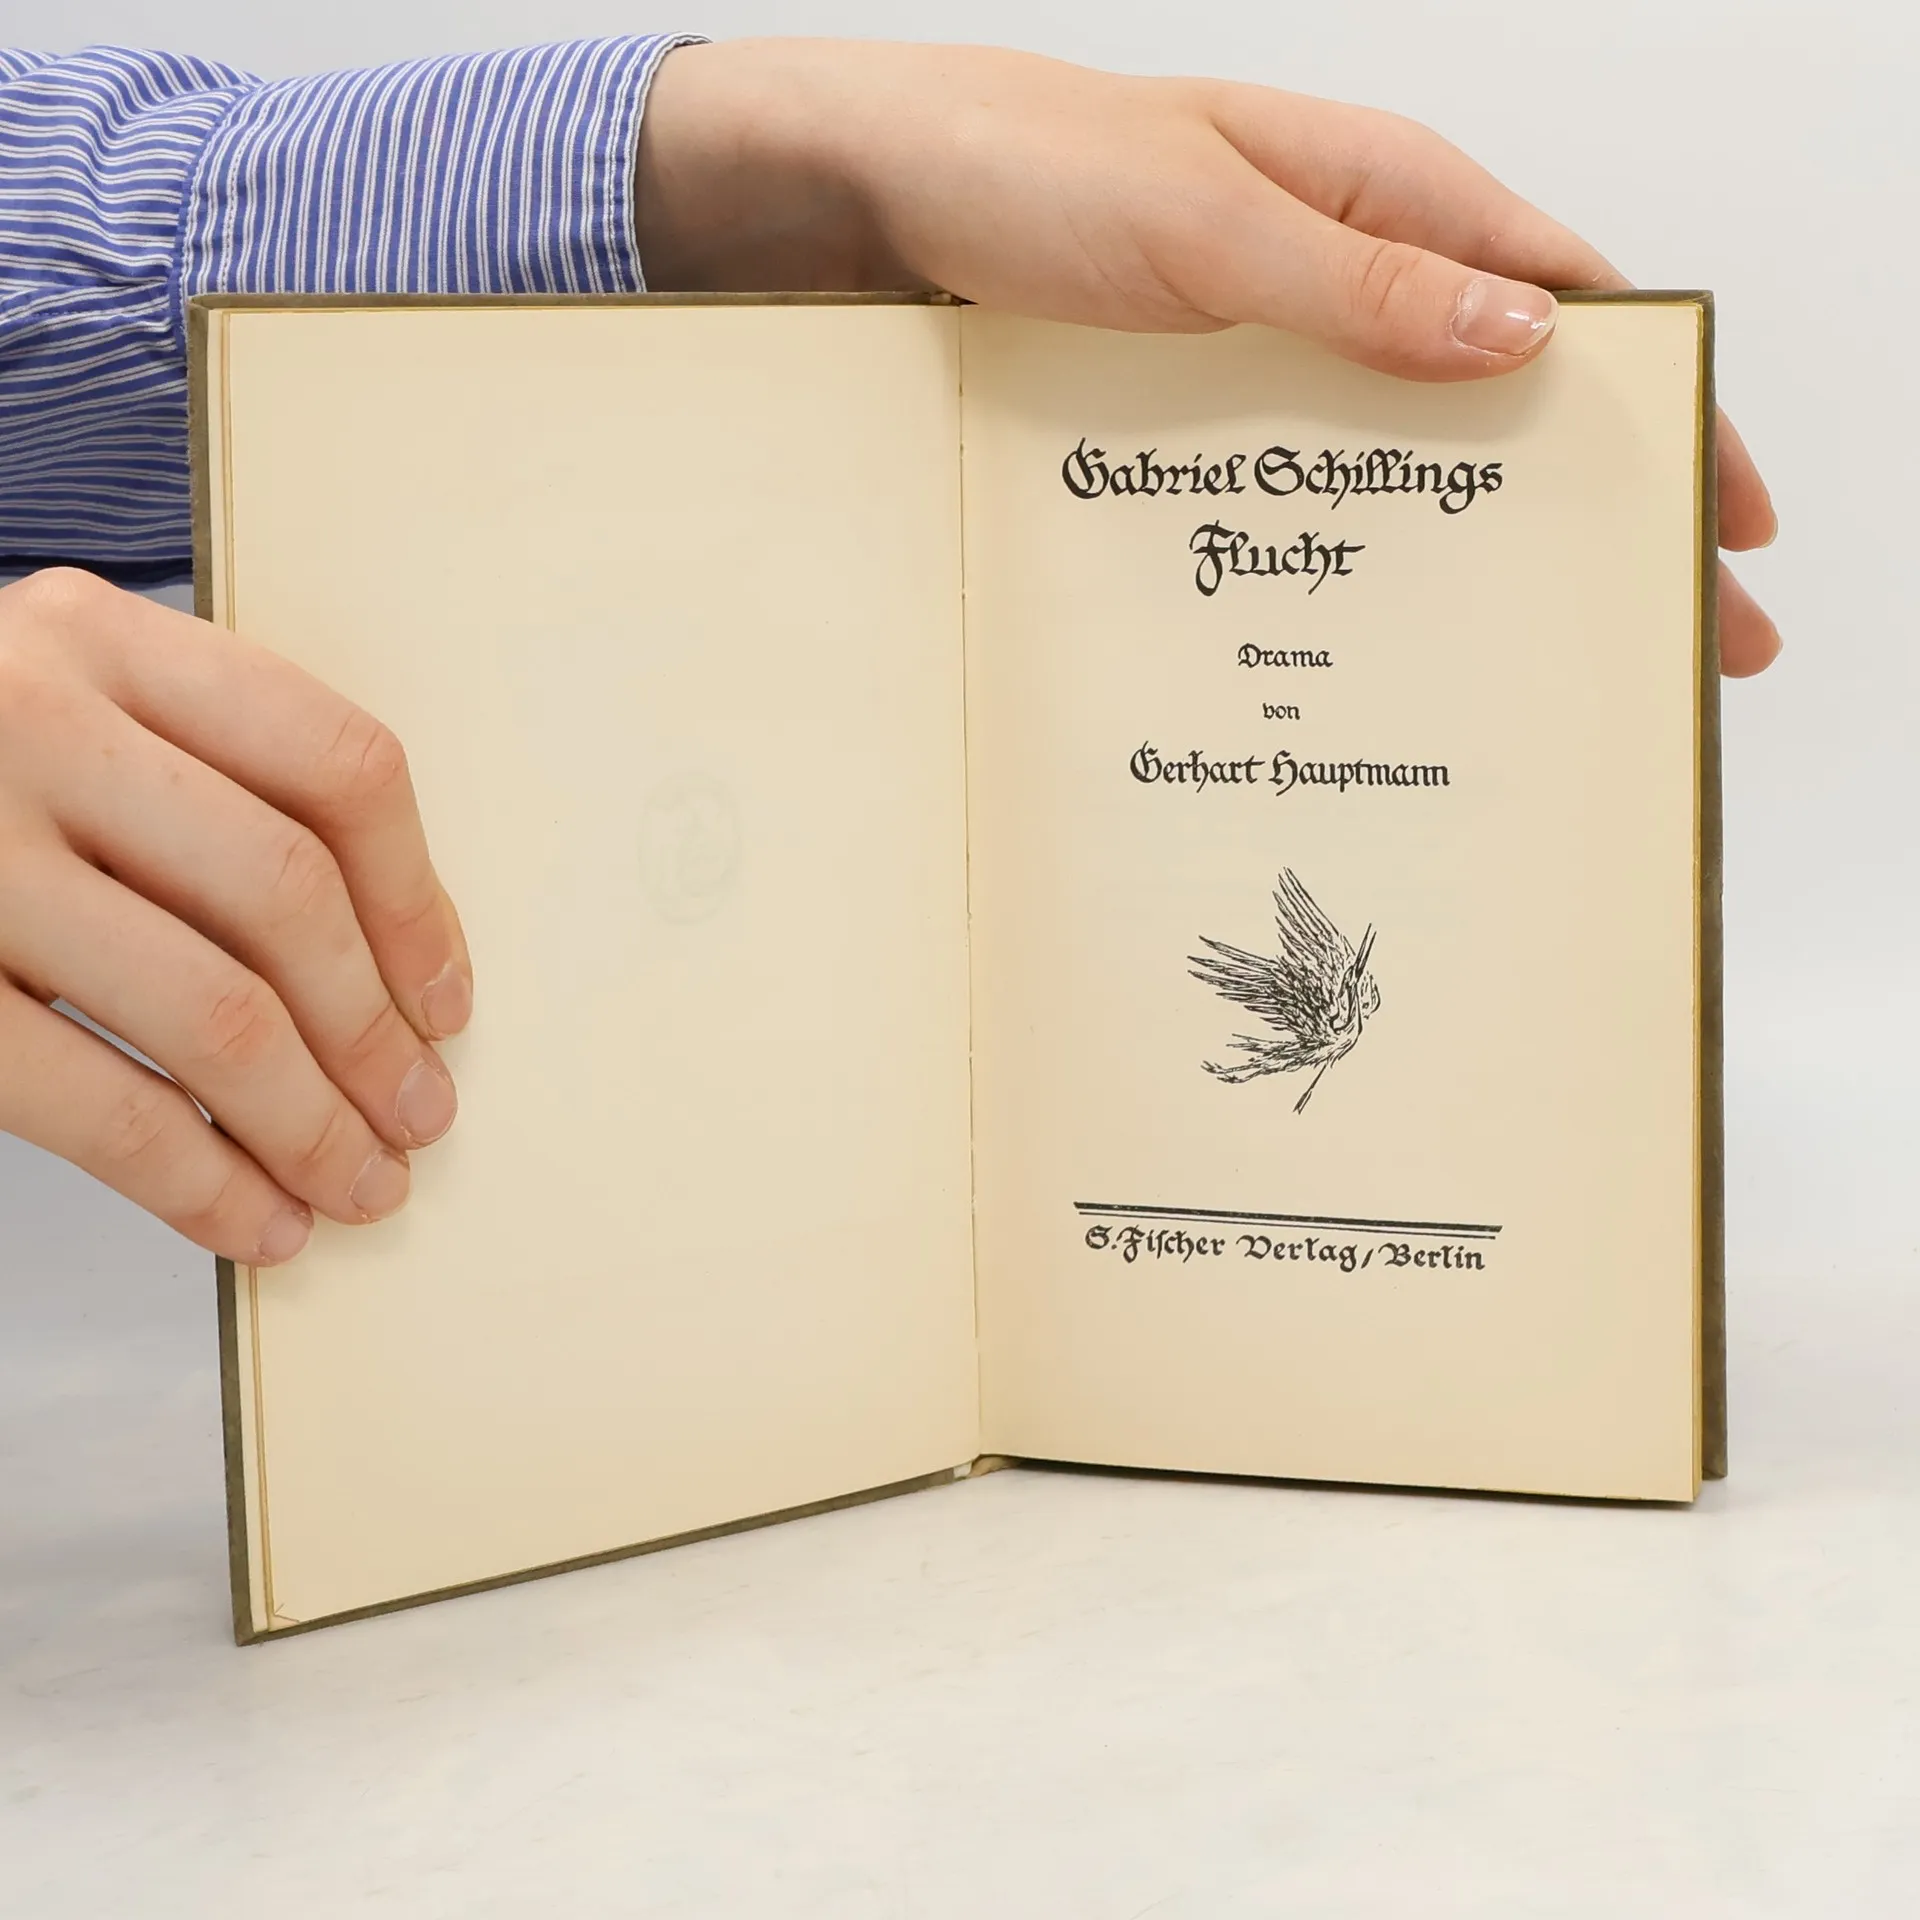 Gabriel Schillings
Flucht
Drama
von
Gerhart Hauptmann
S. Fiſcher Verlag / Berlin